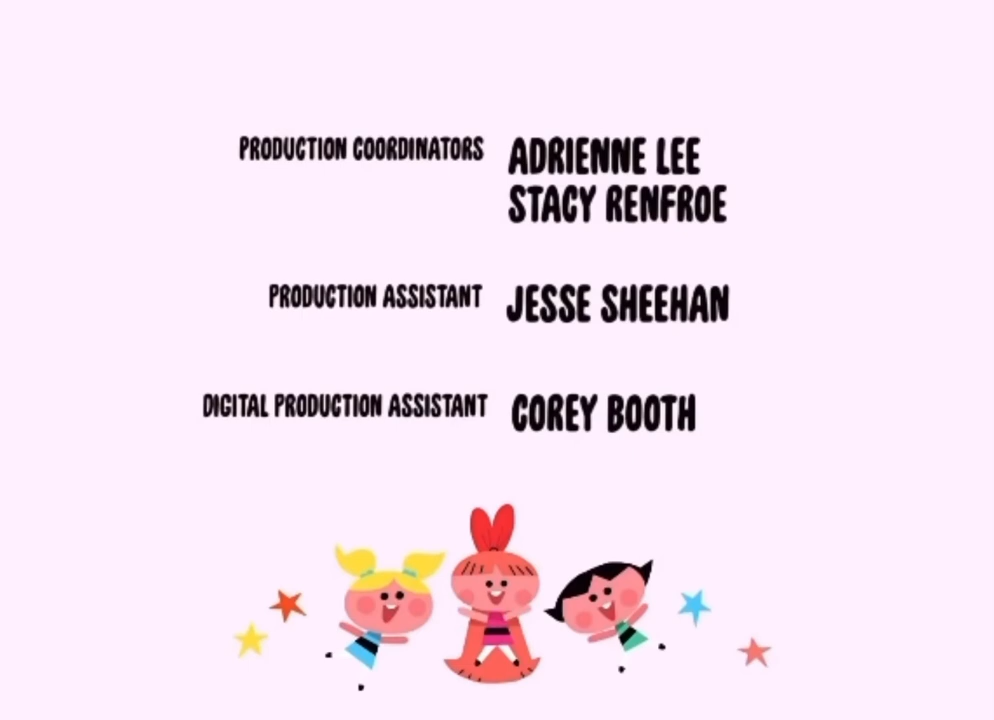 PRODUCTION COORDINATORS ADRIENNE LEE
STACY RENFROE
PRODUCTION ASSISTANT JESSE SHEEHAN
DIGITAL PRODUCTION ASSISTANT COREY BOOTH